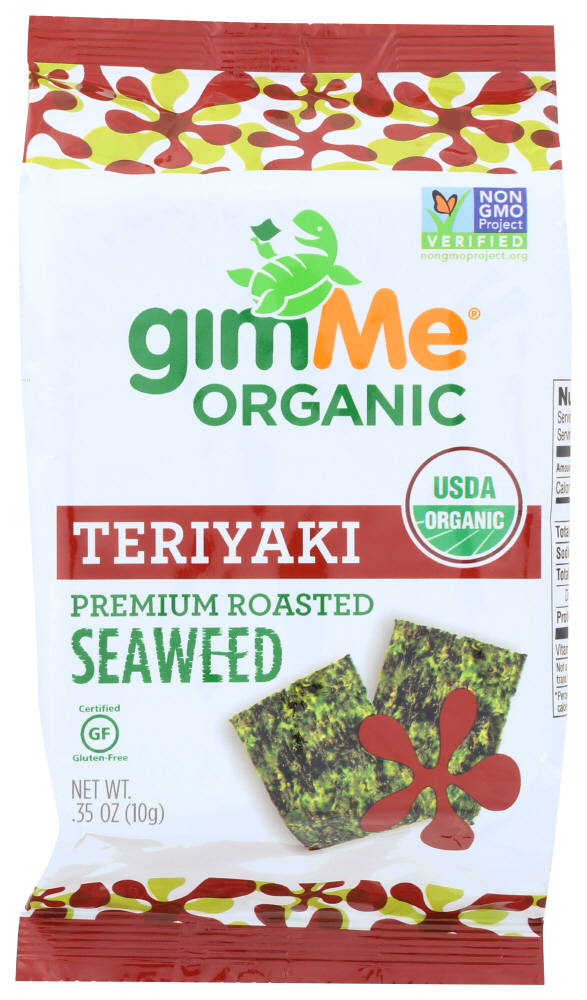 NON
GMO
Project
VERIFIED
nongmoproject.org
gimMe®
ORGANIC
USDA
ORGANIC
TERIYAKI
PREMIUM ROASTED
SEAWEED
Certified
GF
Gluten-Free
NET WT.
.35 OZ (10g)